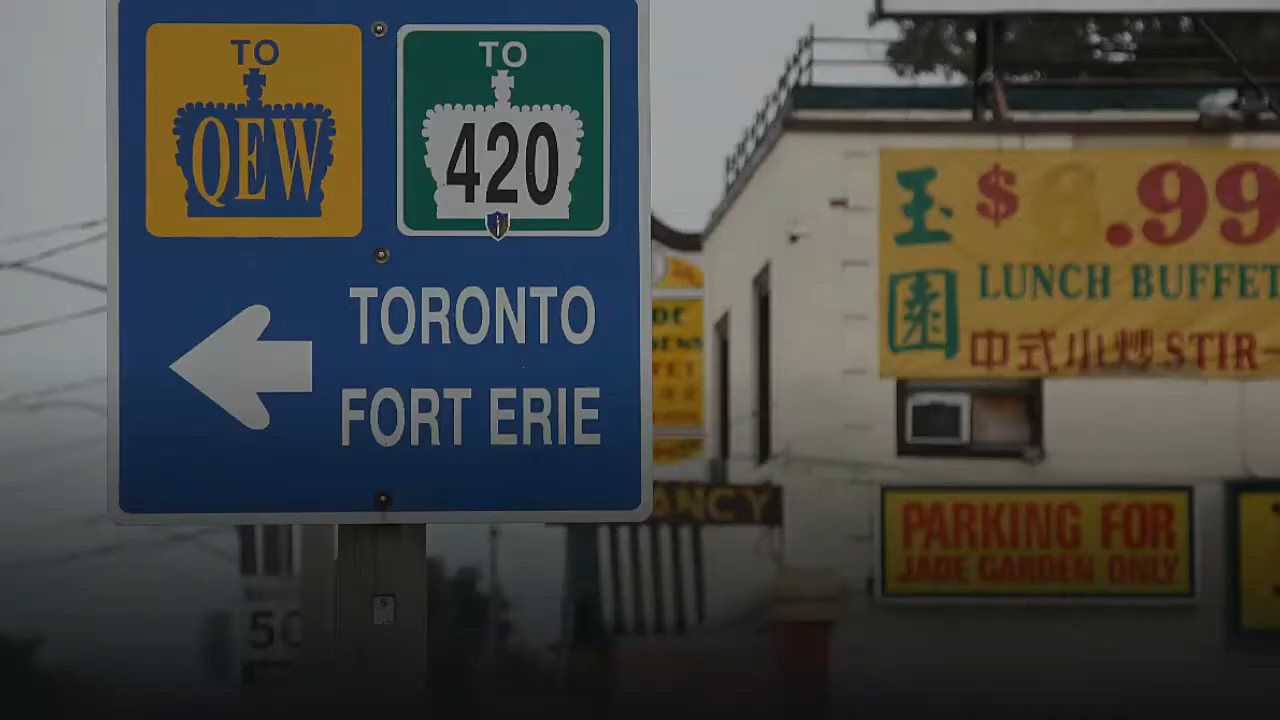 TO
QEW
TO
420
TORONTO
FORT ERIE
玉園
$ .99
LUNCH BUFFET
中式小炒 STIR-
PARKING FOR
JADE GARDEN ONLY
50